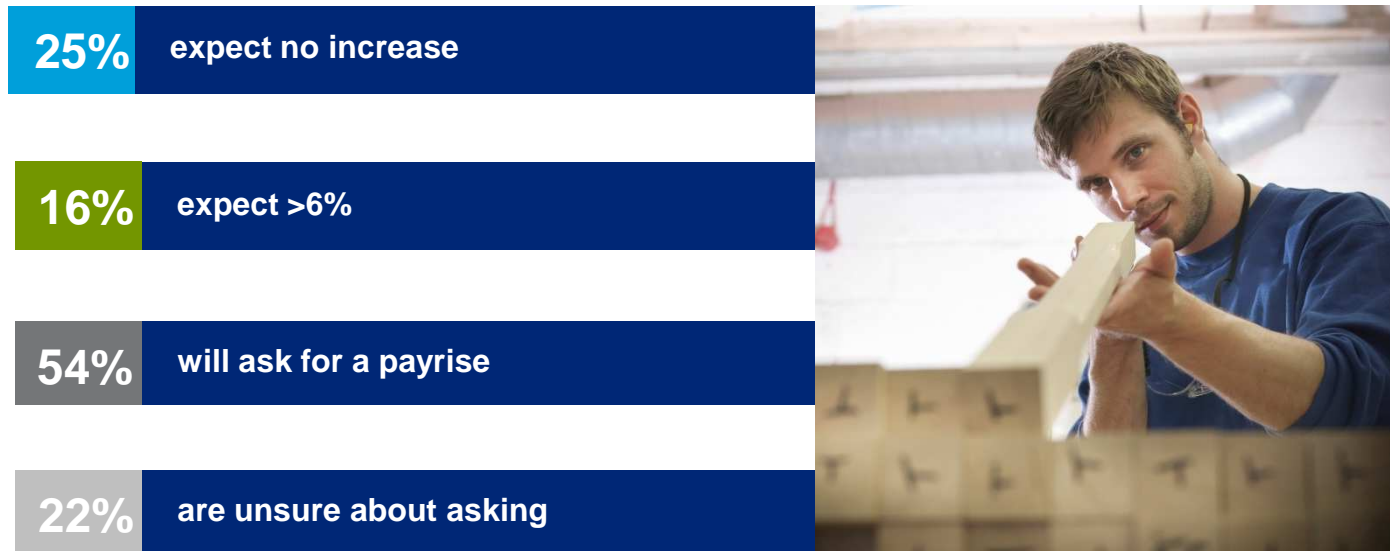 25% expect no increase
16% expect >6%
54% will ask for a payrise
22% are unsure about asking